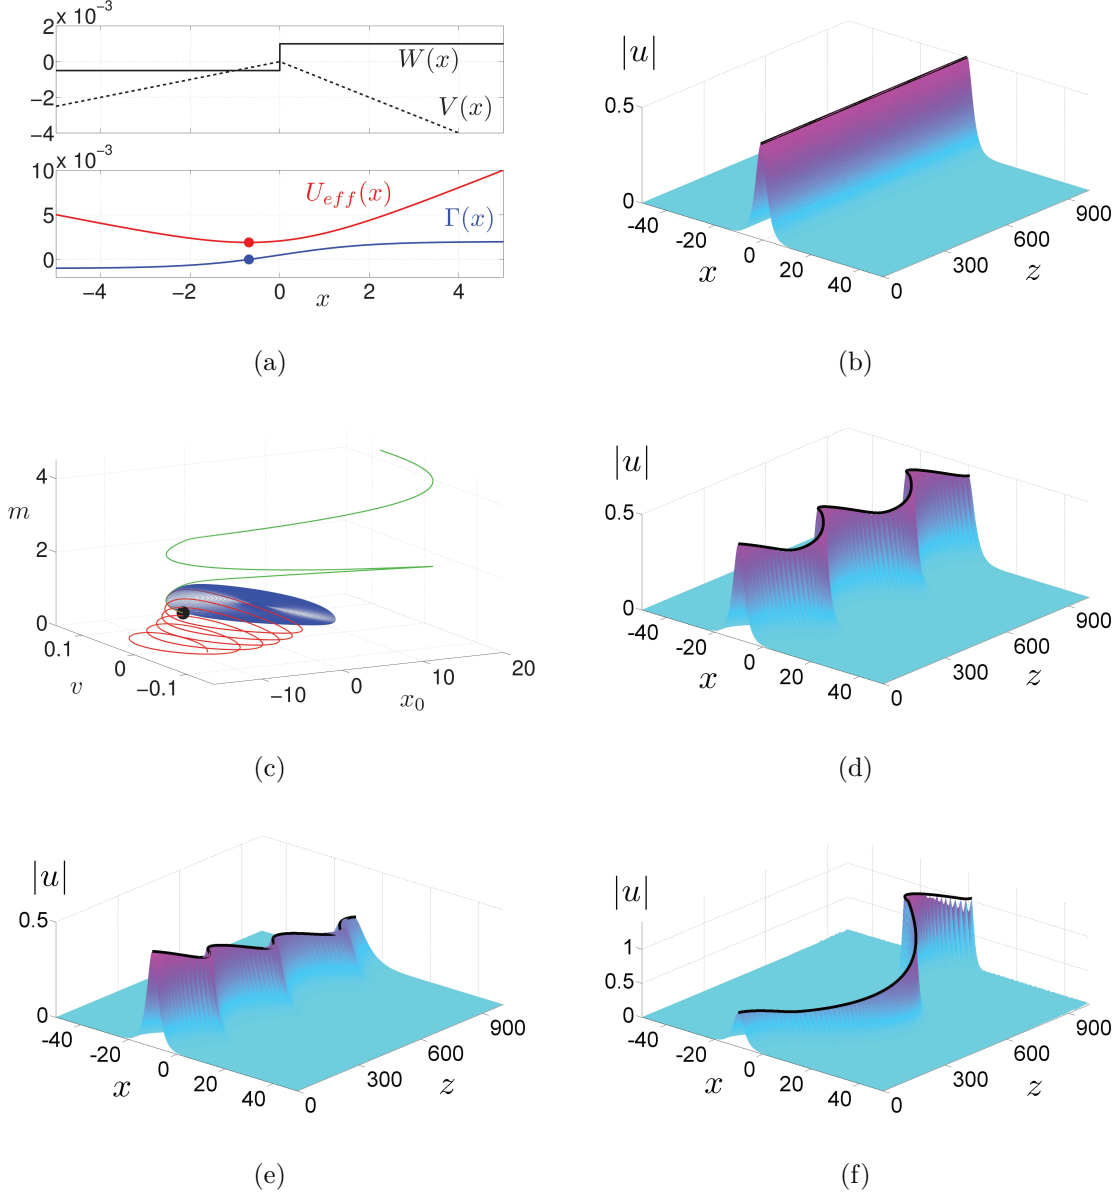 x 10⁻³
2
0
−2
−4
W(x)
V(x)
x 10⁻³
10
5
0
U_eff(x)
Γ(x)
−4 −2 0 2 4
x
(a)
|u|
0.5
0
−40 −20 0 20 40
x
0 300 600 900
z
(b)
m
4
2
0
0.1 0 −0.1
v
−10 0 10 20
x₀
(c)
|u|
0.5
0
−40 −20 0 20 40
x
0 300 600 900
z
(d)
|u|
0.5
0
−40 −20 0 20 40
x
0 300 600 900
z
(e)
|u|
1
0.5
0
−40 −20 0 20 40
x
0 300 600 900
z
(f)